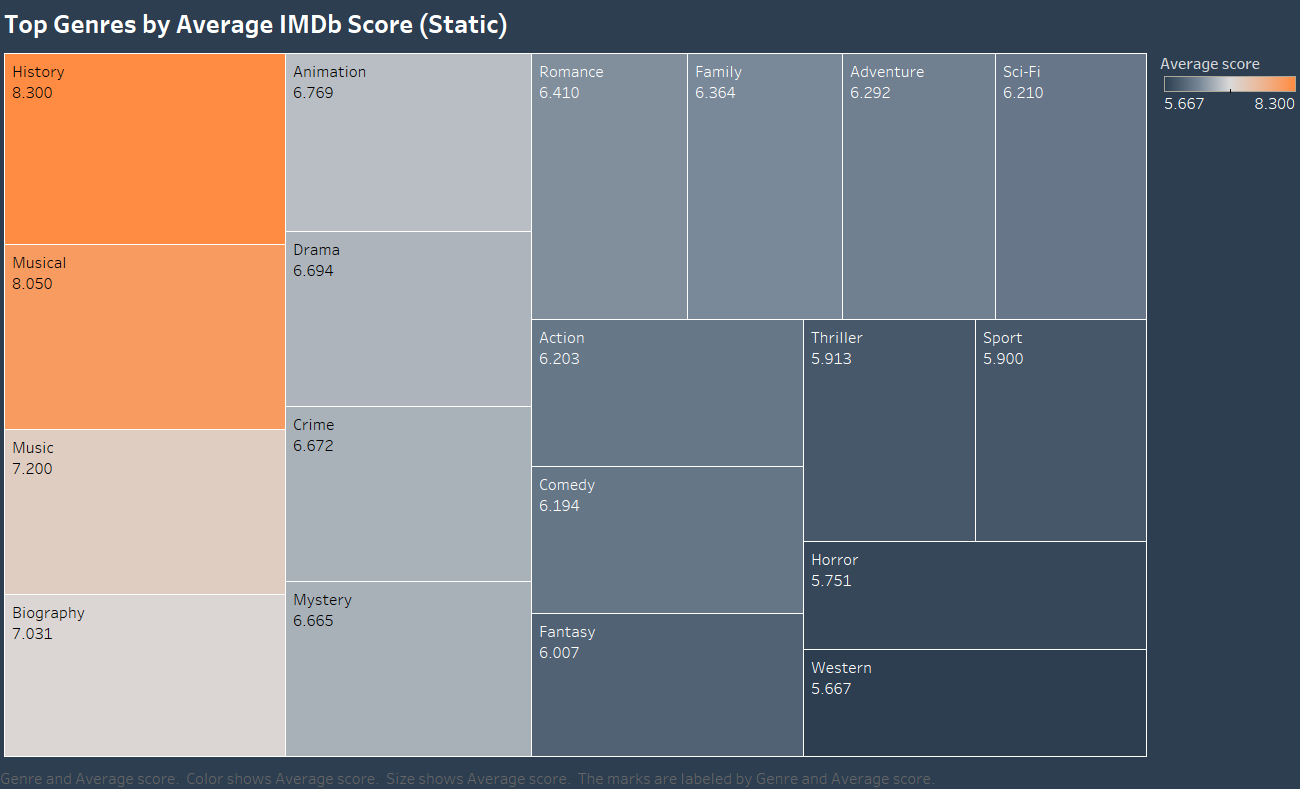 Top Genres by Average IMDb Score (Static)
History
8.300
Musical
8.050
Music
7.200
Biography
7.031
Animation
6.769
Drama
6.694
Crime
6.672
Mystery
6.665
Romance
6.410
Family
6.364
Adventure
6.292
Sci-Fi
6.210
Action
6.203
Comedy
6.194
Fantasy
6.007
Thriller
5.913
Sport
5.900
Horror
5.751
Western
5.667
Average score
5.667 8.300
Genre and Average score.  Color shows Average score.  Size shows Average score.  The marks are labeled by Genre and Average score.